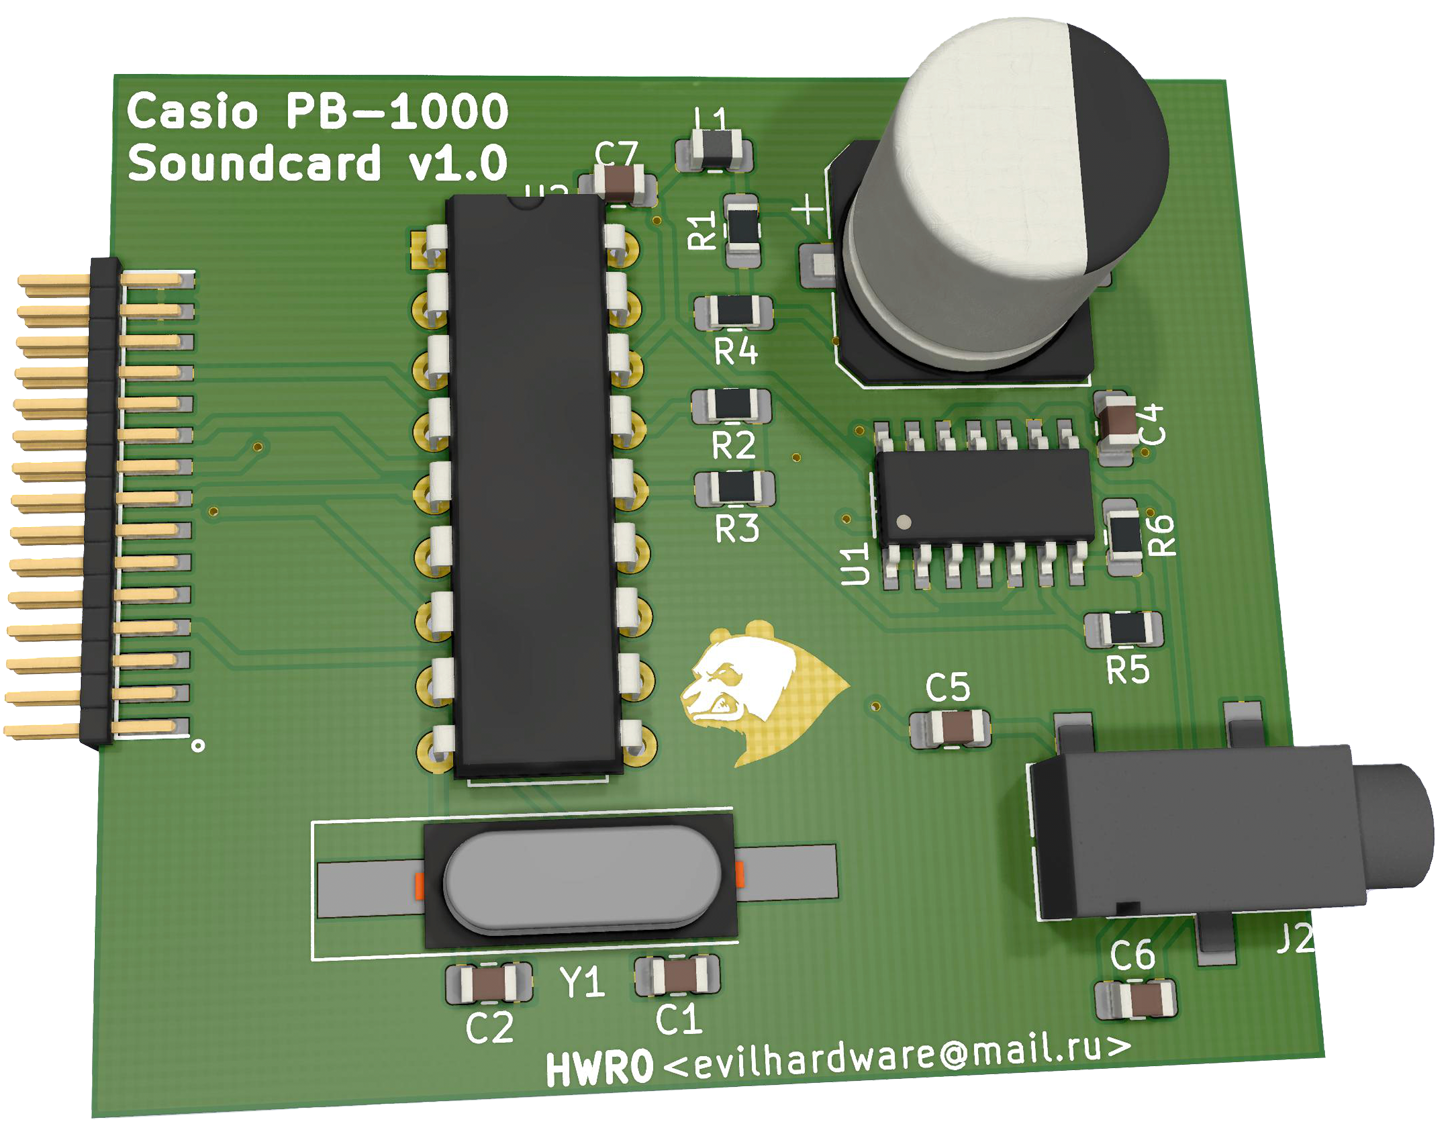 Casio PB-1000
Soundcard v1.0
L1
C7
R1
+
R4
R2
R3
C4
R6
U1
R5
C5
J2
C6
Y1
C2
C1
HWR0 <evilhardware@mail.ru>